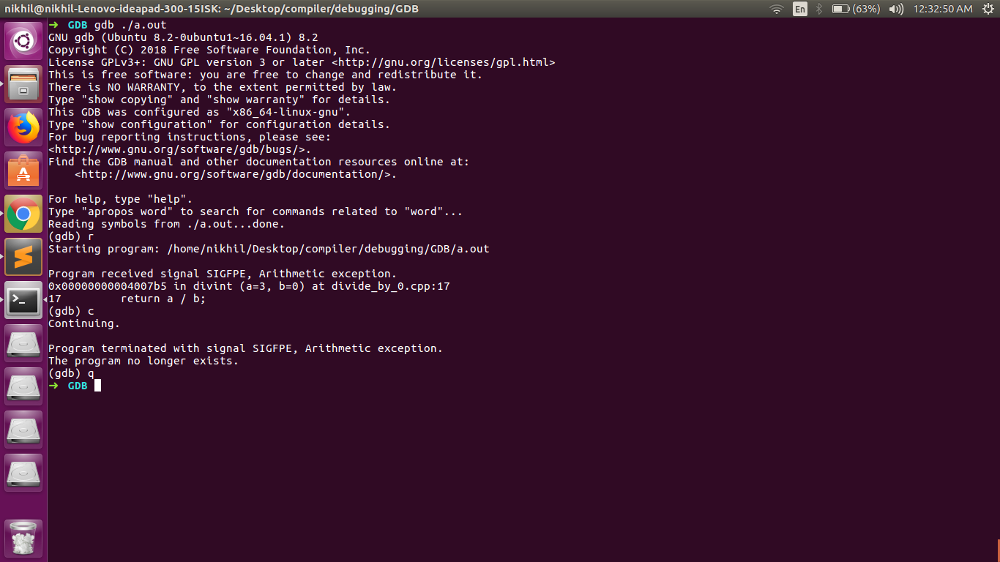 nikhil@nikhil-Lenovo-ideapad-300-15ISK: ~/Desktop/compiler/debugging/GDB
En (63%) 12:32:50 AM
➜ GDB gdb ./a.out
GNU gdb (Ubuntu 8.2-0ubuntu1~16.04.1) 8.2
Copyright (C) 2018 Free Software Foundation, Inc.
License GPLv3+: GNU GPL version 3 or later <http://gnu.org/licenses/gpl.html>
This is free software: you are free to change and redistribute it.
There is NO WARRANTY, to the extent permitted by law.
Type "show copying" and "show warranty" for details.
This GDB was configured as "x86_64-linux-gnu".
Type "show configuration" for configuration details.
For bug reporting instructions, please see:
<http://www.gnu.org/software/gdb/bugs/>.
Find the GDB manual and other documentation resources online at:
    <http://www.gnu.org/software/gdb/documentation/>.
For help, type "help".
Type "apropos word" to search for commands related to "word"...
Reading symbols from ./a.out...done.
(gdb) r
Starting program: /home/nikhil/Desktop/compiler/debugging/GDB/a.out
Program received signal SIGFPE, Arithmetic exception.
0x00000000004007b5 in divint (a=3, b=0) at divide_by_0.cpp:17
17         return a / b;
(gdb) c
Continuing.
Program terminated with signal SIGFPE, Arithmetic exception.
The program no longer exists.
(gdb) q
➜ GDB